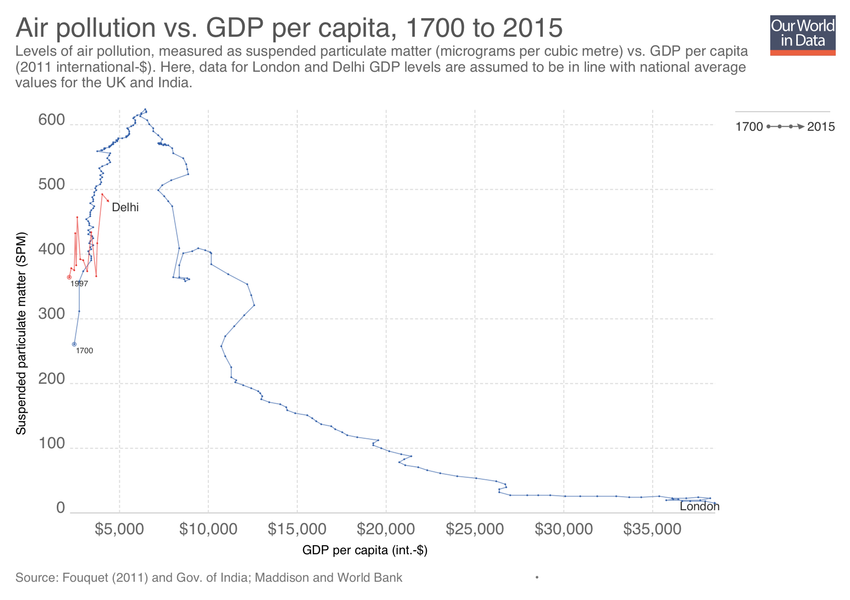 Air pollution vs. GDP per capita, 1700 to 2015
Our World
in Data
Levels of air pollution, measured as suspended particulate matter (micrograms per cubic metre) vs. GDP per capita
(2011 international-$). Here, data for London and Delhi GDP levels are assumed to be in line with national average
values for the UK and India.
1700 2015
600
500
400
300
200
100
0
Suspended particulate matter (SPM)
Delhi
1997
1700
London
$5,000 $10,000 $15,000 $20,000 $25,000 $30,000 $35,000
GDP per capita (int.-$)
Source: Fouquet (2011) and Gov. of India; Maddison and World Bank